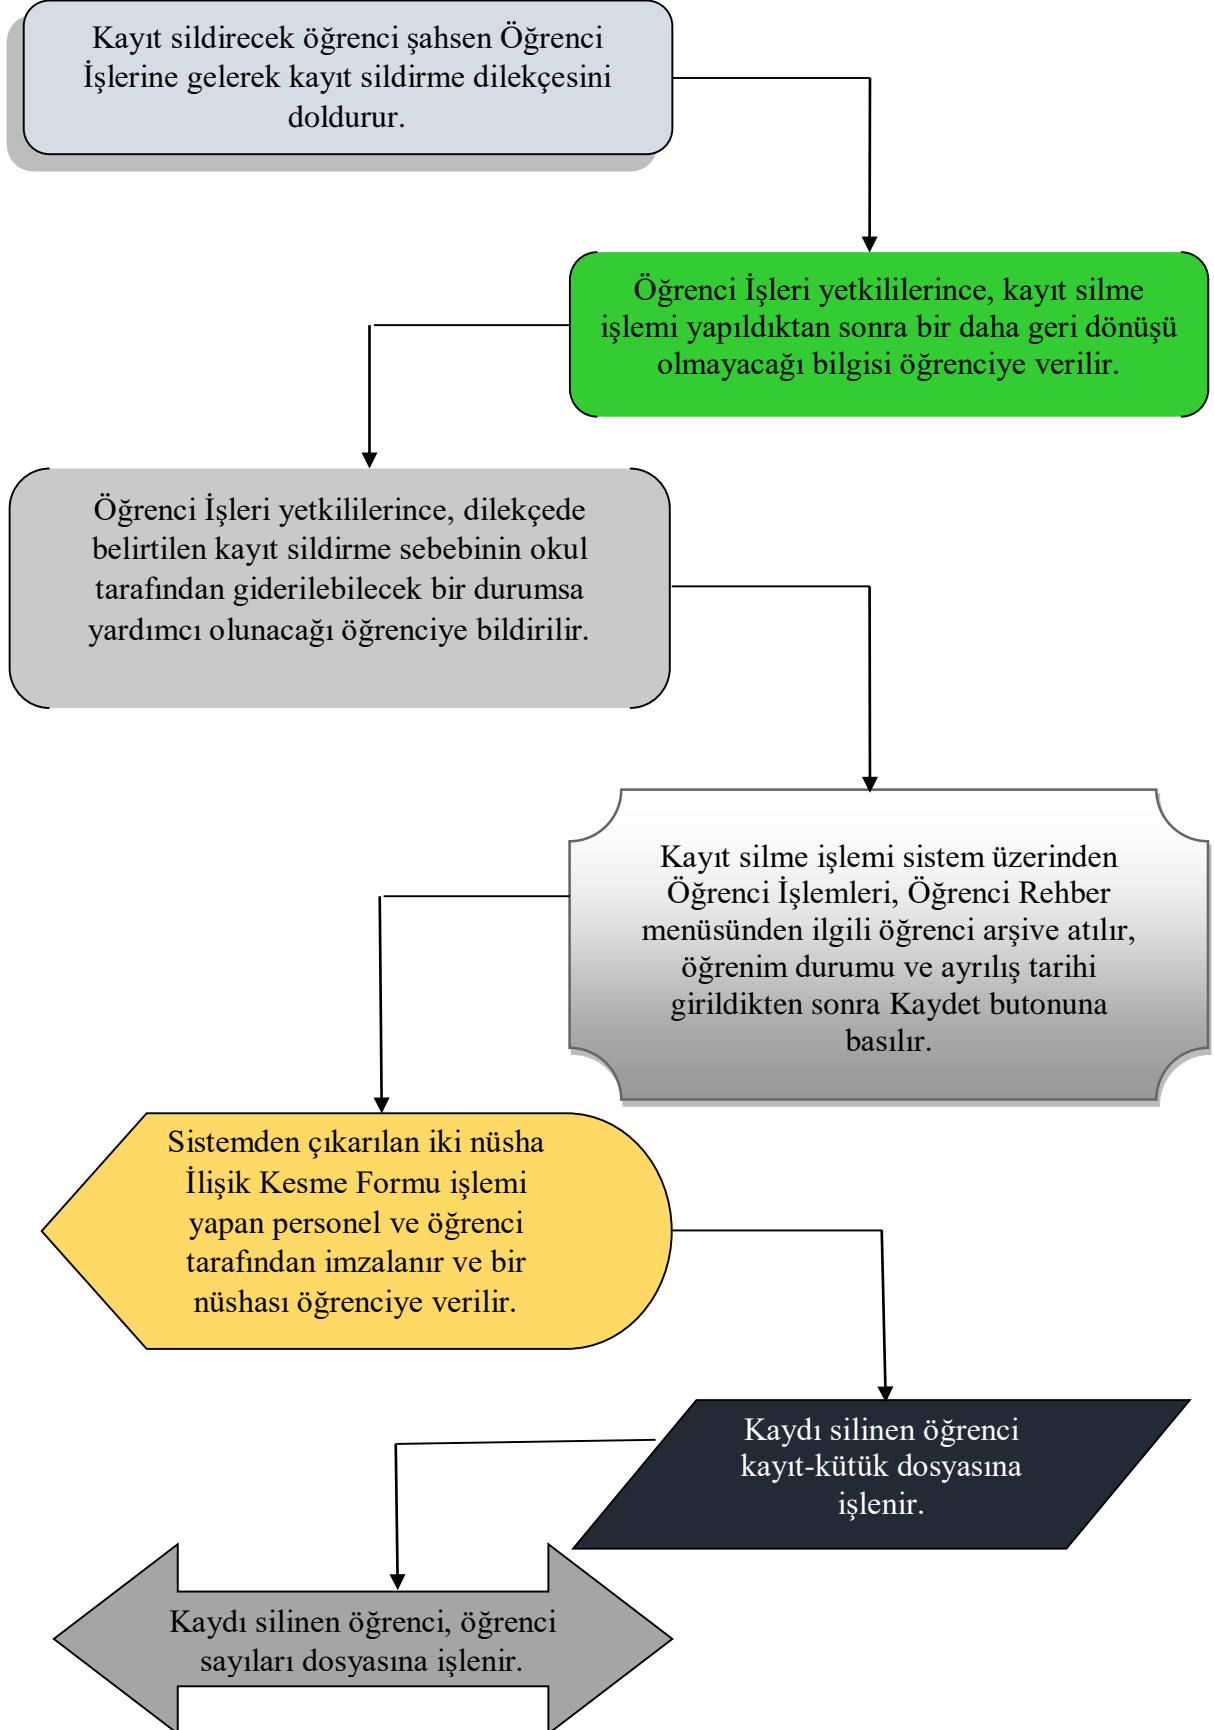 Kayıt sildirecek öğrenci şahsen Öğrenci
İşlerine gelerek kayıt sildirme dilekçesini
doldurur.
Öğrenci İşleri yetkililerince, kayıt silme
işlemi yapıldıktan sonra bir daha geri dönüşü
olmayacağı bilgisi öğrenciye verilir.
Öğrenci İşleri yetkililerince, dilekçede
belirtilen kayıt sildirme sebebinin okul
tarafından giderilebilecek bir durumsa
yardımcı olunacağı öğrenciye bildirilir.
Kayıt silme işlemi sistem üzerinden
Öğrenci İşlemleri, Öğrenci Rehber
menüsünden ilgili öğrenci arşive atılır,
öğrenim durumu ve ayrılış tarihi
girildikten sonra Kaydet butonuna
basılır.
Sistemden çıkarılan iki nüsha
İlişik Kesme Formu işlemi
yapan personel ve öğrenci
tarafından imzalanır ve bir
nüshası öğrenciye verilir.
Kaydı silinen öğrenci
kayıt-kütük dosyasına
işlenir.
Kaydı silinen öğrenci, öğrenci
sayıları dosyasına işlenir.